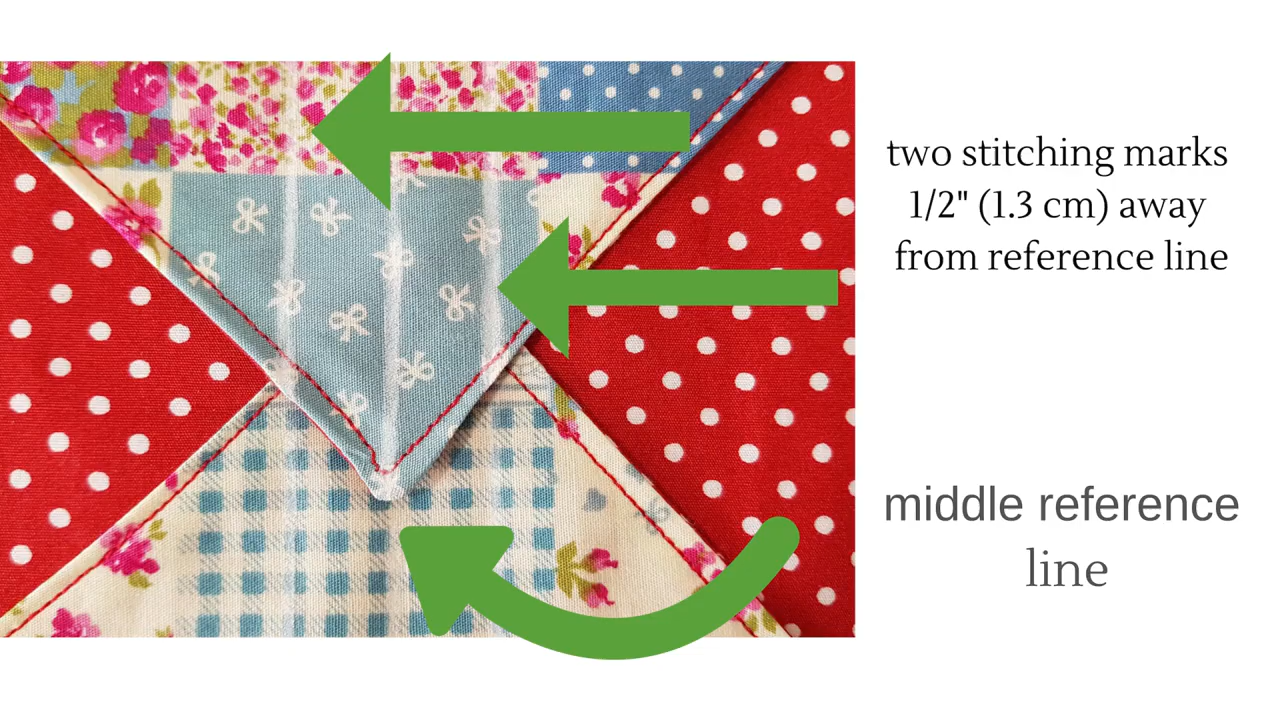 two stitching marks
1/2" (1.3 cm) away
from reference line
middle reference
line